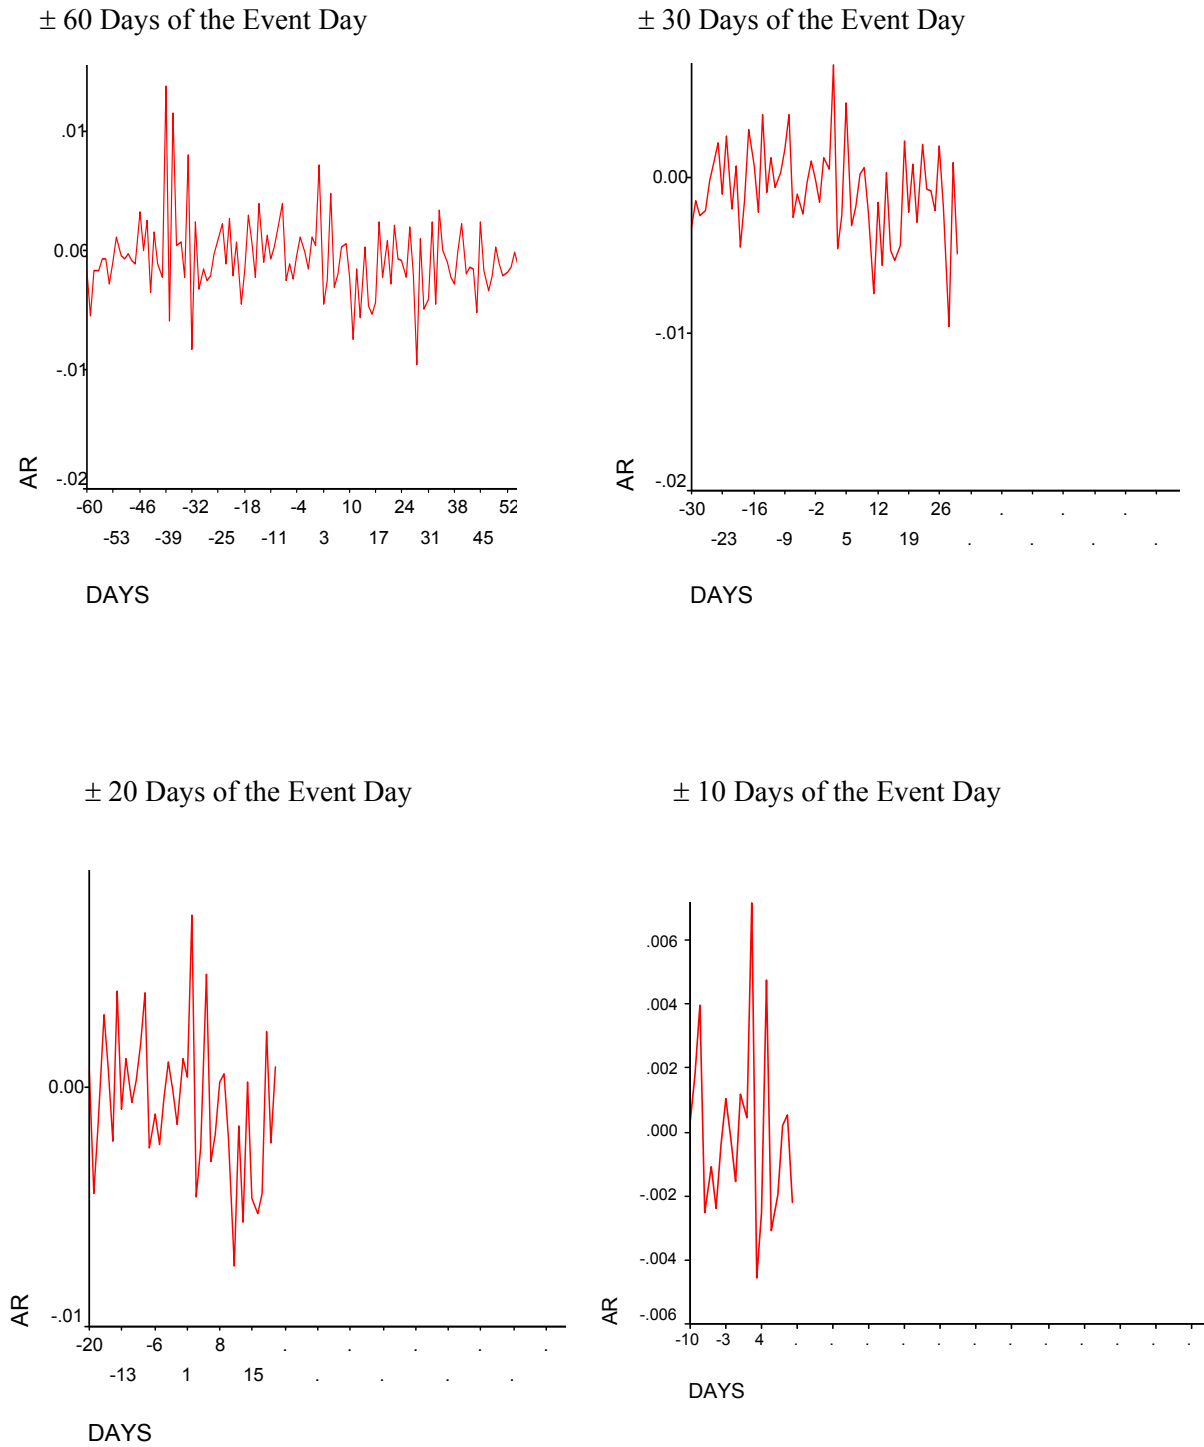 ± 60 Days of the Event Day
.01
0.00
-.01
-.02
AR
-60 -46 -32 -18 -4 10 24 38 52
-53 -39 -25 -11 3 17 31 45
DAYS
± 30 Days of the Event Day
0.00
-.01
-.02
AR
-30 -16 -2 12 26 . . . .
-23 -9 5 19 . . . .
DAYS
± 20 Days of the Event Day
0.00
-.01
AR
-20 -6 8 . . . . .
-13 1 15 . . . .
DAYS
± 10 Days of the Event Day
.006
.004
.002
.000
-.002
-.004
-.006
AR
-10 -3 4 . . . . . . . . . . . .
DAYS